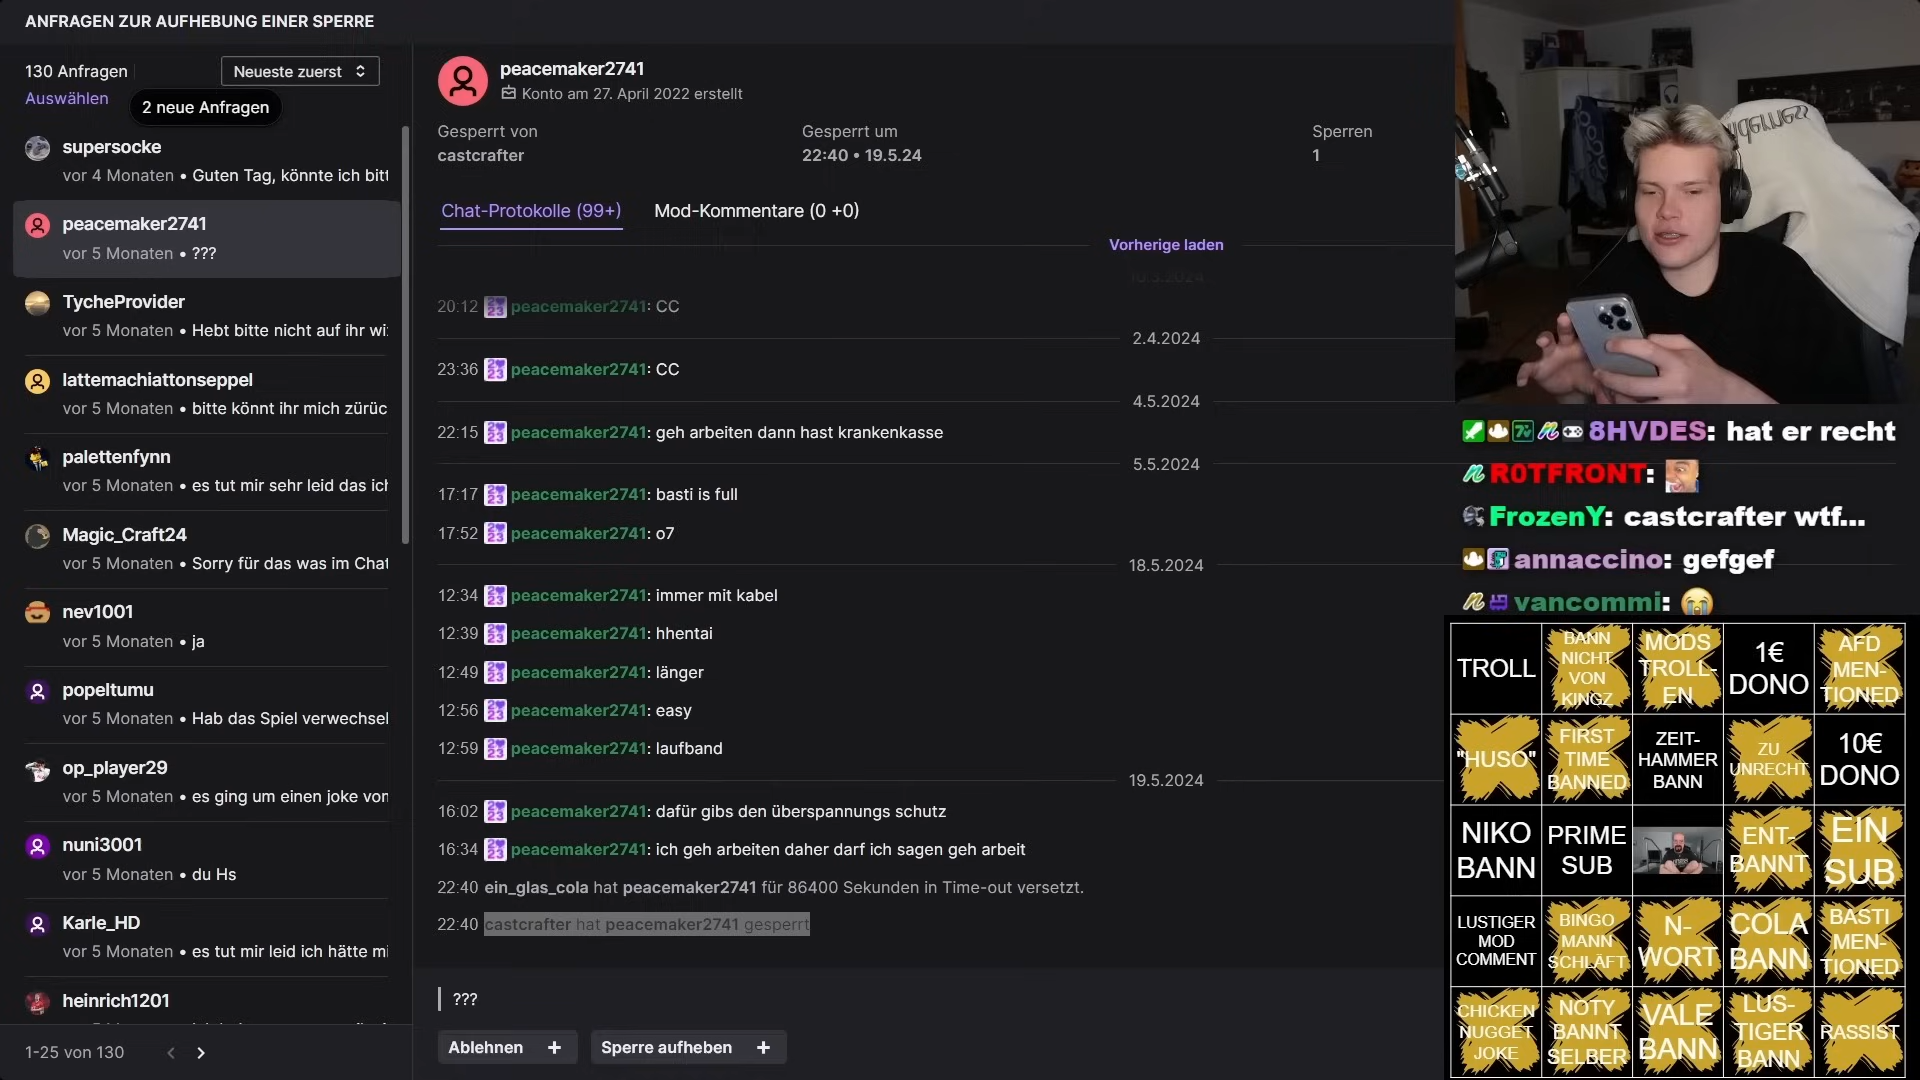 ANFRAGEN ZUR AUFHEBUNG EINER SPERRE
130 Anfragen
Neueste zuerst
Auswählen
2 neue Anfragen
supersocke
vor 4 Monaten • Guten Tag, könnte ich bitt
peacemaker2741
vor 5 Monaten • ???
TycheProvider
vor 5 Monaten • Hebt bitte nicht auf ihr wi
lattemachiattonseppel
vor 5 Monaten • bitte könnt ihr mich zürüc
palettenfynn
vor 5 Monaten • es tut mir sehr leid das ich
Magic_Craft24
vor 5 Monaten • Sorry für das was im Chat
nev1001
vor 5 Monaten • ja
popeltumu
vor 5 Monaten • Hab das Spiel verwechsel
op_player29
vor 5 Monaten • es ging um einen joke von
nuni3001
vor 5 Monaten • du Hs
Karle_HD
vor 5 Monaten • es tut mir leid ich hätte mi
heinrich1201
1-25 von 130
peacemaker2741
Konto am 27. April 2022 erstellt
Gesperrt von
castcrafter
Gesperrt um
22:40 • 19.5.24
Sperren
1
Chat-Protokolle (99+)
Mod-Kommentare (0 +0)
Vorherige laden
10.3.2024
20:12 peacemaker2741: CC
2.4.2024
23:36 peacemaker2741: CC
4.5.2024
22:15 peacemaker2741: geh arbeiten dann hast krankenkasse
5.5.2024
17:17 peacemaker2741: basti is full
17:52 peacemaker2741: o7
18.5.2024
12:34 peacemaker2741: immer mit kabel
12:39 peacemaker2741: hhentai
12:49 peacemaker2741: länger
12:56 peacemaker2741: easy
12:59 peacemaker2741: laufband
19.5.2024
16:02 peacemaker2741: dafür gibs den überspannungs schutz
16:34 peacemaker2741: ich geh arbeiten daher darf ich sagen geh arbeit
22:40 ein_glas_cola hat peacemaker2741 für 86400 Sekunden in Time-out versetzt.
22:40 castcrafter hat peacemaker2741 gesperrt
???
Ablehnen +
Sperre aufheben +
8HVDES: hat er recht
R0TFRONT:
FrozenY: castcrafter wtf...
annaccino: gefgef
vancommi:
TROLL
BANN NICHT VON KINGZ
MODS TROLL-EN
1€ DONO
AFD MEN-TIONED
"HUSO"
FIRST TIME BANNED
ZEIT-HAMMER BANN
ZU UNRECHT
10€ DONO
NIKO BANN
PRIME SUB
ENT-BANNT
EIN SUB
LUSTIGER MOD COMMENT
BINGO MANN SCHLÄFT
N-WORT
COLA BANN
BASTI MEN-TIONED
CHICKEN NUGGET JOKE
NOTY BANNT SELBER
VALE BANN
LUS-TIGER BANN
RASSIST